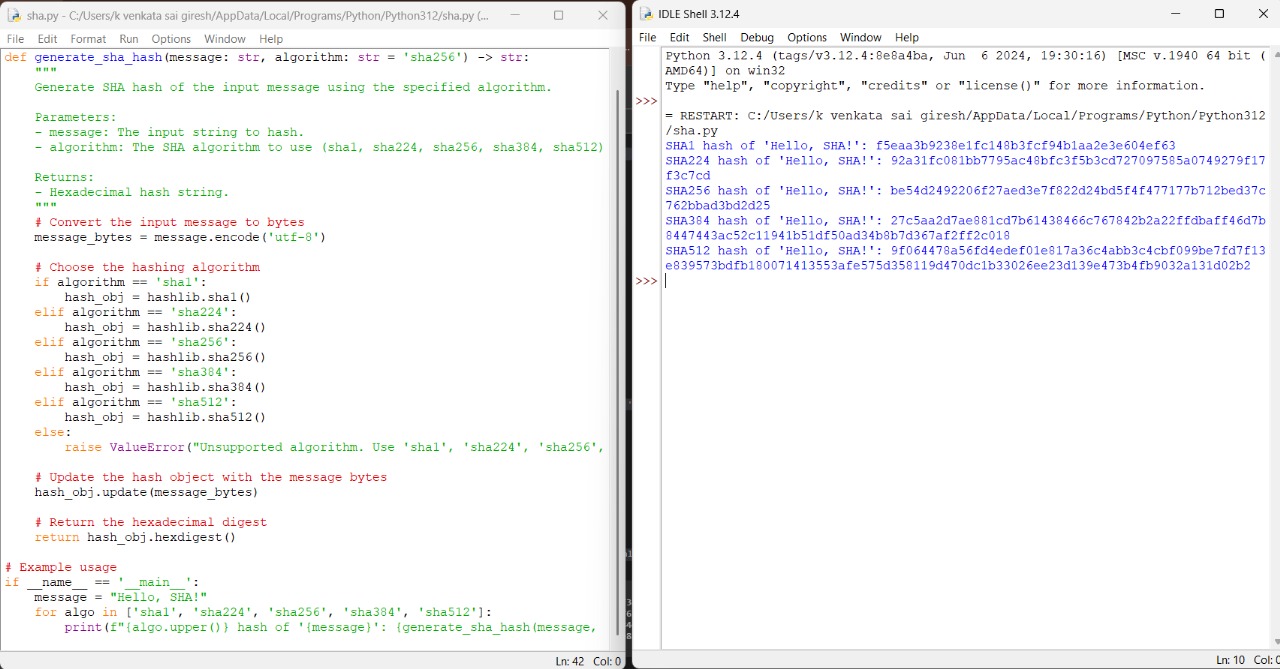 sha.py - C:/Users/k venkata sai giresh/AppData/Local/Programs/Python/Python312/sha.py (...
File Edit Format Run Options Window Help
def generate_sha_hash(message: str, algorithm: str = 'sha256') -> str:
    """
    Generate SHA hash of the input message using the specified algorithm.

    Parameters:
    - message: The input string to hash.
    - algorithm: The SHA algorithm to use (sha1, sha224, sha256, sha384, sha512)

    Returns:
    - Hexadecimal hash string.
    """
    # Convert the input message to bytes
    message_bytes = message.encode('utf-8')

    # Choose the hashing algorithm
    if algorithm == 'sha1':
        hash_obj = hashlib.sha1()
    elif algorithm == 'sha224':
        hash_obj = hashlib.sha224()
    elif algorithm == 'sha256':
        hash_obj = hashlib.sha256()
    elif algorithm == 'sha384':
        hash_obj = hashlib.sha384()
    elif algorithm == 'sha512':
        hash_obj = hashlib.sha512()
    else:
        raise ValueError("Unsupported algorithm. Use 'sha1', 'sha224', 'sha256',

    # Update the hash object with the message bytes
    hash_obj.update(message_bytes)

    # Return the hexadecimal digest
    return hash_obj.hexdigest()

# Example usage
if __name__ == '__main__':
    message = "Hello, SHA!"
    for algo in ['sha1', 'sha224', 'sha256', 'sha384', 'sha512']:
        print(f"{algo.upper()} hash of '{message}': {generate_sha_hash(message,
Ln: 42 Col: 0
IDLE Shell 3.12.4
File Edit Shell Debug Options Window Help
Python 3.12.4 (tags/v3.12.4:8e8a4ba, Jun  6 2024, 19:30:16) [MSC v.1940 64 bit (
AMD64)] on win32
Type "help", "copyright", "credits" or "license()" for more information.
>>>
= RESTART: C:/Users/k venkata sai giresh/AppData/Local/Programs/Python/Python312
/sha.py
SHA1 hash of 'Hello, SHA!': f5eaa3b9238e1fc148b3fcf94b1aa2e3e604ef63
SHA224 hash of 'Hello, SHA!': 92a31fc081bb7795ac48bfc3f5b3cd727097585a0749279f17
f3c7cd
SHA256 hash of 'Hello, SHA!': be54d2492206f27aed3e7f822d24bd5f4f477177b712bed37c
762bbad3bd2d25
SHA384 hash of 'Hello, SHA!': 27c5aa2d7ae881cd7b61438466c767842b2a22ffdbaff46d7b
8447443ac52c11941b51df50ad34b8b7d367af2ff2c018
SHA512 hash of 'Hello, SHA!': 9f064478a56fd4edef01e817a36c4abb3c4cbf099be7fd7f13
e839573bdfb180071413553afe575d358119d470dc1b33026ee23d139e473b4fb9032a131d02b2
>>>
Ln: 10 Col: 0